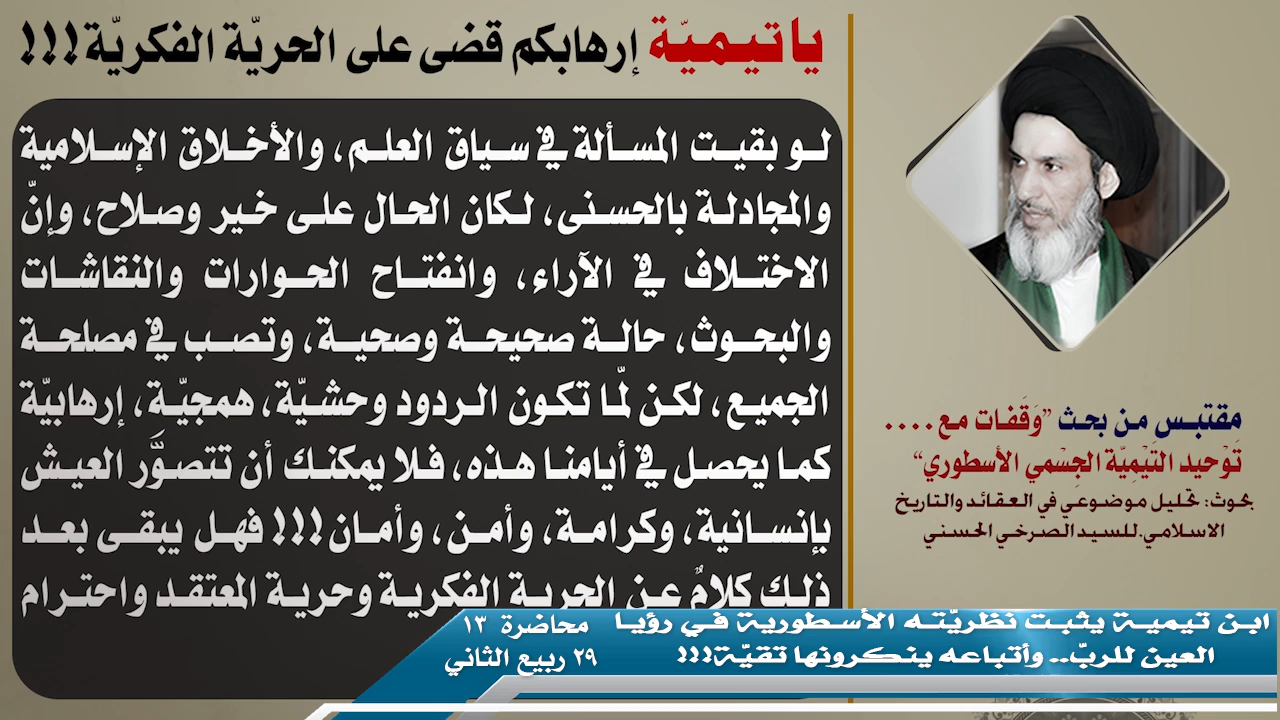 يا تيميّة إرهابكم قضى على الحريّة الفكريّة!!!
لو بقيت المسألة في سياق العلم، والأخلاق الإسلامية
والمجادلة بالحسنى، لكان الحال على خير وصلاح، وإنّ
الاختلاف في الآراء، وانفتاح الحوارات والنقاشات
والبحوث، حالة صحيحة وصحية، وتصب في مصلحة
الجميع، لكن لمّا تكون الردود وحشيّة، همجيّة، إرهابيّة
كما يحصل في أيامنا هذه، فلا يمكنك أن تتصوَّر العيش
بإنسانية، وكرامة، وأمن، وأمان!!! فهل يبقى بعد
ذلك كلامٌ عن الحرية الفكرية وحرية المعتقد واحترام
مقتبس من بحث "وَقَفات مع....
تَوْحيد التَيْمِيّة الجِسْمي الأسطوري"
بحوث: تحليل موضوعي في العقائد والتاريخ
الاسلامي.للسيد الصرخي الحسني
ابن تيمية يثبت نظريّته الأسطورية في رؤيا
العين للربّ.. وأتباعه ينكرونها تقيّة!!!
محاضرة ١٣
٢٩ ربيع الثاني